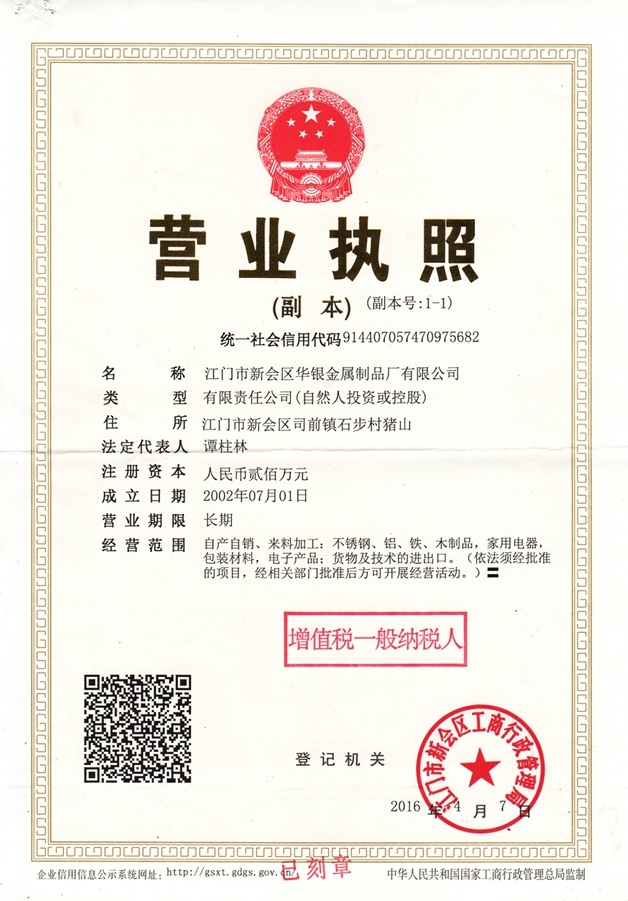 营业执照
(副 本) (副本号:1-1)
统一社会信用代码914407057470975682
名 称 江门市新会区华银金属制品厂有限公司
类 型 有限责任公司(自然人投资或控股)
住 所 江门市新会区司前镇石步村猪山
法定代表人 谭柱林
注册资本 人民币贰佰万元
成立日期 2002年07月01日
营业期限 长期
经营范围 自产自销、来料加工：不锈钢、铝、铁、木制品，家用电器，
包装材料，电子产品；货物及技术的进出口。（依法须经批准
的项目，经相关部门批准后方可开展经营活动。）
增值税一般纳税人
登记机关
江门市新会区工商行政管理局
2016 年 4 月 7 日
已刻章
企业信用信息公示系统网址：http://gsxt.gdgs.gov.cn/ 中华人民共和国国家工商行政管理总局监制